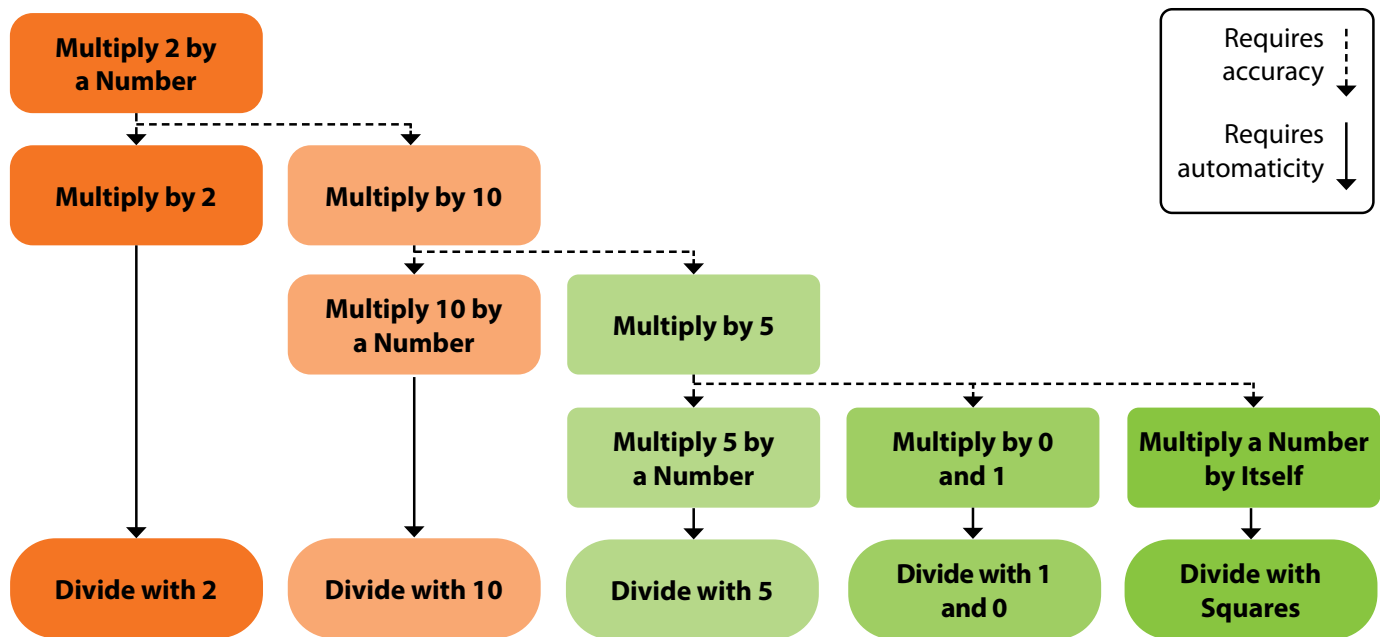 Multiply 2 by
a Number
Requires
accuracy
Requires
automaticity
Multiply by 2
Multiply by 10
Multiply 10 by
a Number
Multiply by 5
Multiply 5 by
a Number
Multiply by 0
and 1
Multiply a Number
by Itself
Divide with 2
Divide with 10
Divide with 5
Divide with 1
and 0
Divide with
Squares